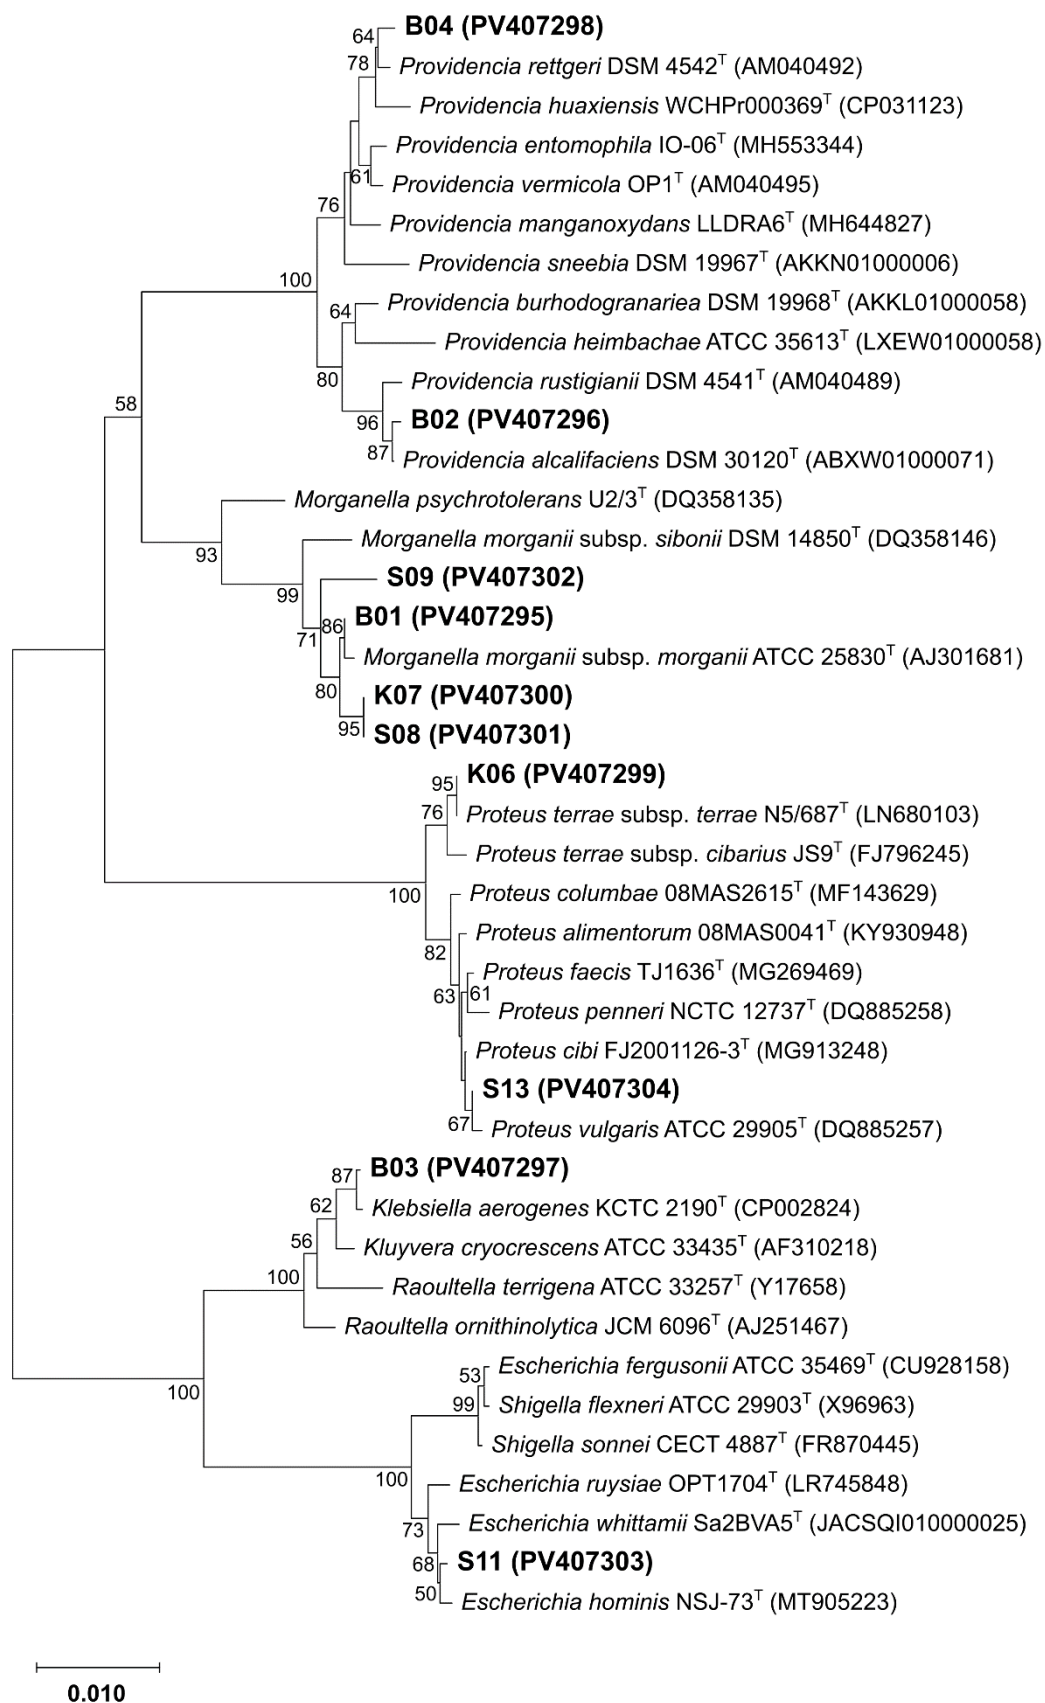 B04 (PV407298)
64
78
Providencia rettgeri DSM 4542ᵀ (AM040492)
Providencia huaxiensis WCHPr000369ᵀ (CP031123)
Providencia entomophila IO-06ᵀ (MH553344)
61
Providencia vermicola OP1ᵀ (AM040495)
76
Providencia manganoxydans LLDRA6ᵀ (MH644827)
Providencia sneebia DSM 19967ᵀ (AKKN01000006)
100
Providencia burhodogranariea DSM 19968ᵀ (AKKL01000058)
64
Providencia heimbachae ATCC 35613ᵀ (LXEW01000058)
80
Providencia rustigianii DSM 4541ᵀ (AM040489)
58
96
B02 (PV407296)
87
Providencia alcalifaciens DSM 30120ᵀ (ABXW01000071)
Morganella psychrotolerans U2/3ᵀ (DQ358135)
93
Morganella morganii subsp. sibonii DSM 14850ᵀ (DQ358146)
99
S09 (PV407302)
71
86
B01 (PV407295)
Morganella morganii subsp. morganii ATCC 25830ᵀ (AJ301681)
80
K07 (PV407300)
95
S08 (PV407301)
K06 (PV407299)
95
76
Proteus terrae subsp. terrae N5/687ᵀ (LN680103)
Proteus terrae subsp. cibarius JS9ᵀ (FJ796245)
100
Proteus columbae 08MAS2615ᵀ (MF143629)
Proteus alimentorum 08MAS0041ᵀ (KY930948)
82
Proteus faecis TJ1636ᵀ (MG269469)
63
61
Proteus penneri NCTC 12737ᵀ (DQ885258)
Proteus cibi FJ2001126-3ᵀ (MG913248)
S13 (PV407304)
67
Proteus vulgaris ATCC 29905ᵀ (DQ885257)
B03 (PV407297)
87
Klebsiella aerogenes KCTC 2190ᵀ (CP002824)
62
Kluyvera cryocrescens ATCC 33435ᵀ (AF310218)
56
Raoultella terrigena ATCC 33257ᵀ (Y17658)
100
Raoultella ornithinolytica JCM 6096ᵀ (AJ251467)
100
Escherichia fergusonii ATCC 35469ᵀ (CU928158)
53
Shigella flexneri ATCC 29903ᵀ (X96963)
99
Shigella sonnei CECT 4887ᵀ (FR870445)
100
Escherichia ruysiae OPT1704ᵀ (LR745848)
73
Escherichia whittamii Sa2BVA5ᵀ (JACSQI010000025)
68
S11 (PV407303)
50
Escherichia hominis NSJ-73ᵀ (MT905223)
0.010